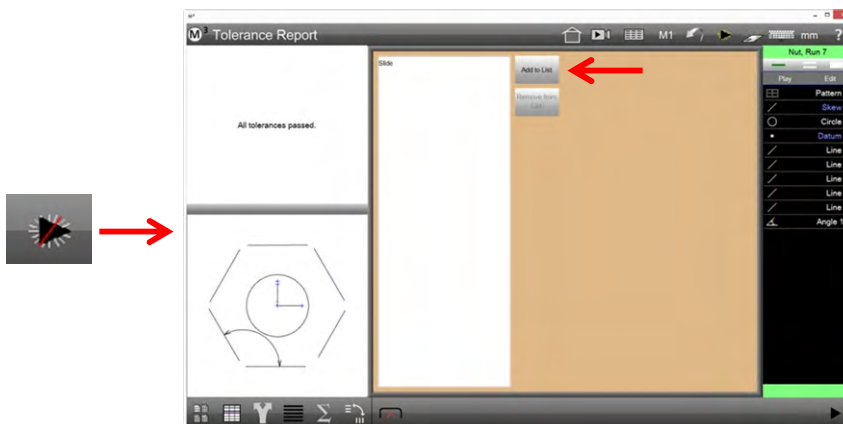 M³ Tolerance Report
M1
mm ?
All tolerances passed.
Slide
Add to List
Remove from
List
Nut, Run 7
Play Edit
Pattern
Skew
Circle
Datum
Line
Line
Line
Line
Line
Angle 1